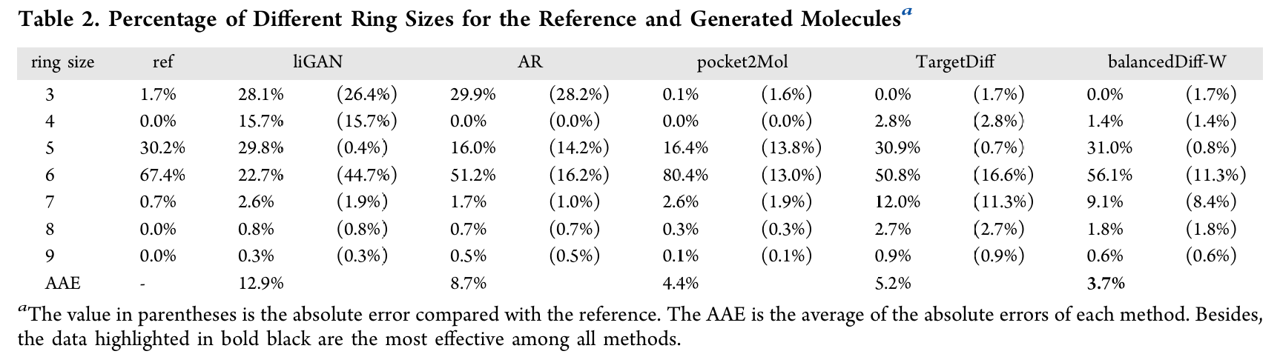 Table 2. Percentage of Different Ring Sizes for the Reference and Generated Moleculesᵃ
ring size ref liGAN AR pocket2Mol TargetDiff balancedDiff-W
3 1.7% 28.1% (26.4%) 29.9% (28.2%) 0.1% (1.6%) 0.0% (1.7%) 0.0% (1.7%)
4 0.0% 15.7% (15.7%) 0.0% (0.0%) 0.0% (0.0%) 2.8% (2.8%) 1.4% (1.4%)
5 30.2% 29.8% (0.4%) 16.0% (14.2%) 16.4% (13.8%) 30.9% (0.7%) 31.0% (0.8%)
6 67.4% 22.7% (44.7%) 51.2% (16.2%) 80.4% (13.0%) 50.8% (16.6%) 56.1% (11.3%)
7 0.7% 2.6% (1.9%) 1.7% (1.0%) 2.6% (1.9%) 12.0% (11.3%) 9.1% (8.4%)
8 0.0% 0.8% (0.8%) 0.7% (0.7%) 0.3% (0.3%) 2.7% (2.7%) 1.8% (1.8%)
9 0.0% 0.3% (0.3%) 0.5% (0.5%) 0.1% (0.1%) 0.9% (0.9%) 0.6% (0.6%)
AAE - 12.9% 8.7% 4.4% 5.2% 3.7%
ᵃThe value in parentheses is the absolute error compared with the reference. The AAE is the average of the absolute errors of each method. Besides,
the data highlighted in bold black are the most effective among all methods.